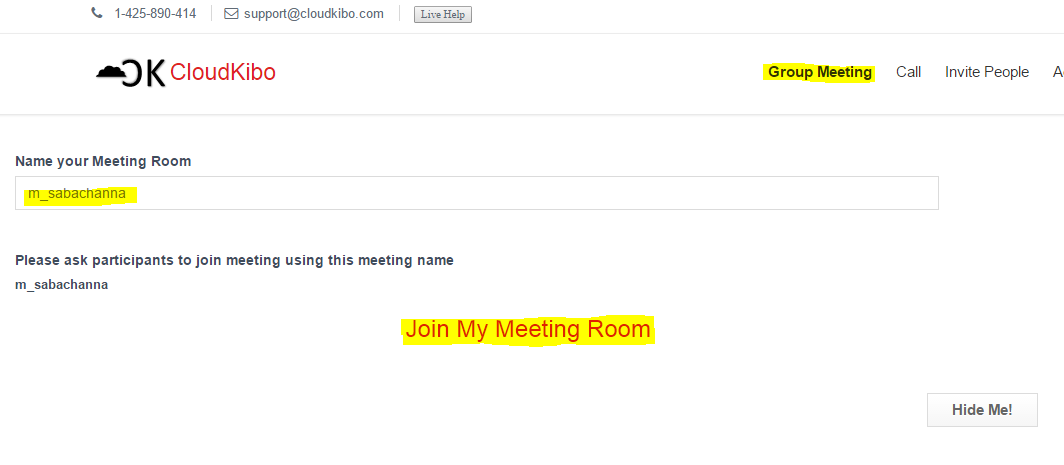 1-425-890-414 support@cloudkibo.com Live Help
CK CloudKibo Group Meeting Call Invite People
Name your Meeting Room
m_sabachanna
Please ask participants to join meeting using this meeting name
m_sabachanna
Join My Meeting Room
Hide Me!